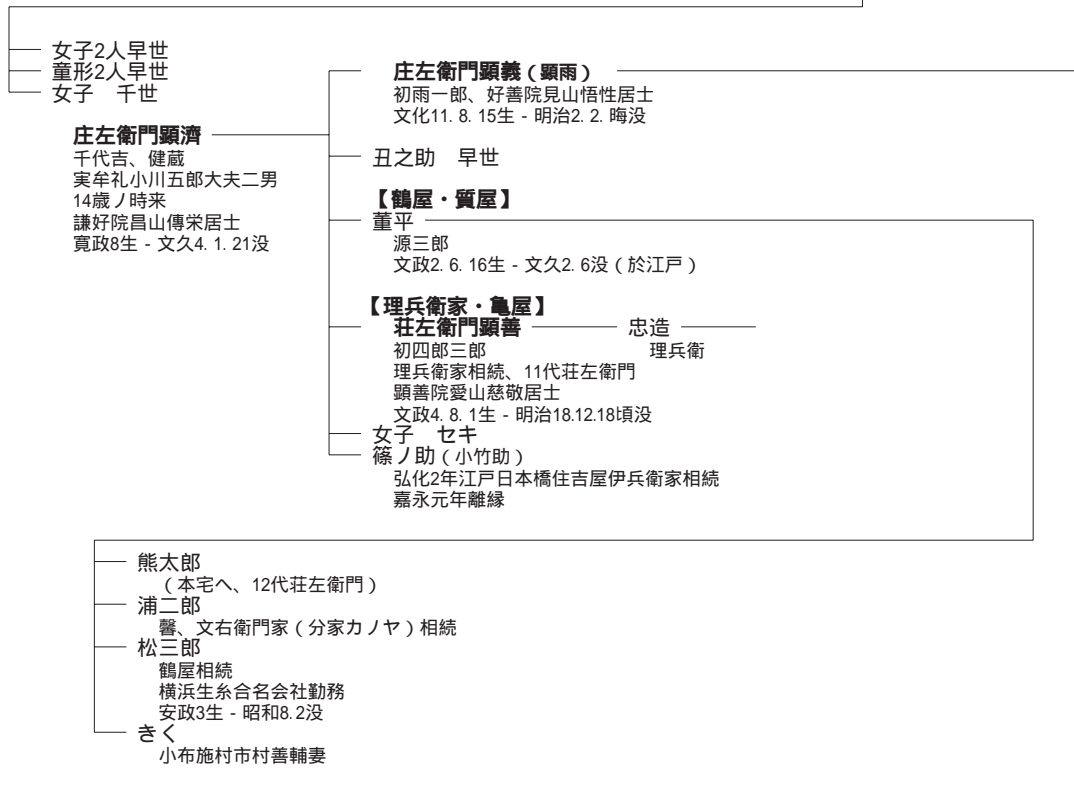 女子2人早世
童形2人早世
女子　千世
庄左衛門顕濟
千代吉、健蔵
実牟礼小川五郎大夫二男
14歳ノ時来
謙好院昌山傳栄居士
寛政8生 - 文久4. 1. 21没
庄左衛門顕義（顕雨）
初雨一郎、好善院見山悟性居士
文化11. 8. 15生 - 明治2. 2. 晦没
丑之助　早世
【鶴屋・質屋】
董平
源三郎
文政2. 6. 16生 - 文久2. 6没（於江戸）
【理兵衛家・亀屋】
荘左衛門顕善
初四郎三郎
理兵衛家相続、11代荘左衛門
顕善院愛山慈敬居士
文政4. 8. 1生 - 明治18.12.18頃没
忠造
理兵衛
女子　セキ
篠ノ助（小竹助）
弘化2年江戸日本橋住吉屋伊兵衛家相続
嘉永元年離縁
熊太郎
（本宅へ、12代荘左衛門）
浦二郎
馨、文右衛門家（分家カノヤ）相続
松三郎
鶴屋相続
横浜生糸合名会社勤務
安政3生 - 昭和8.2没
きく
小布施村市村善輔妻